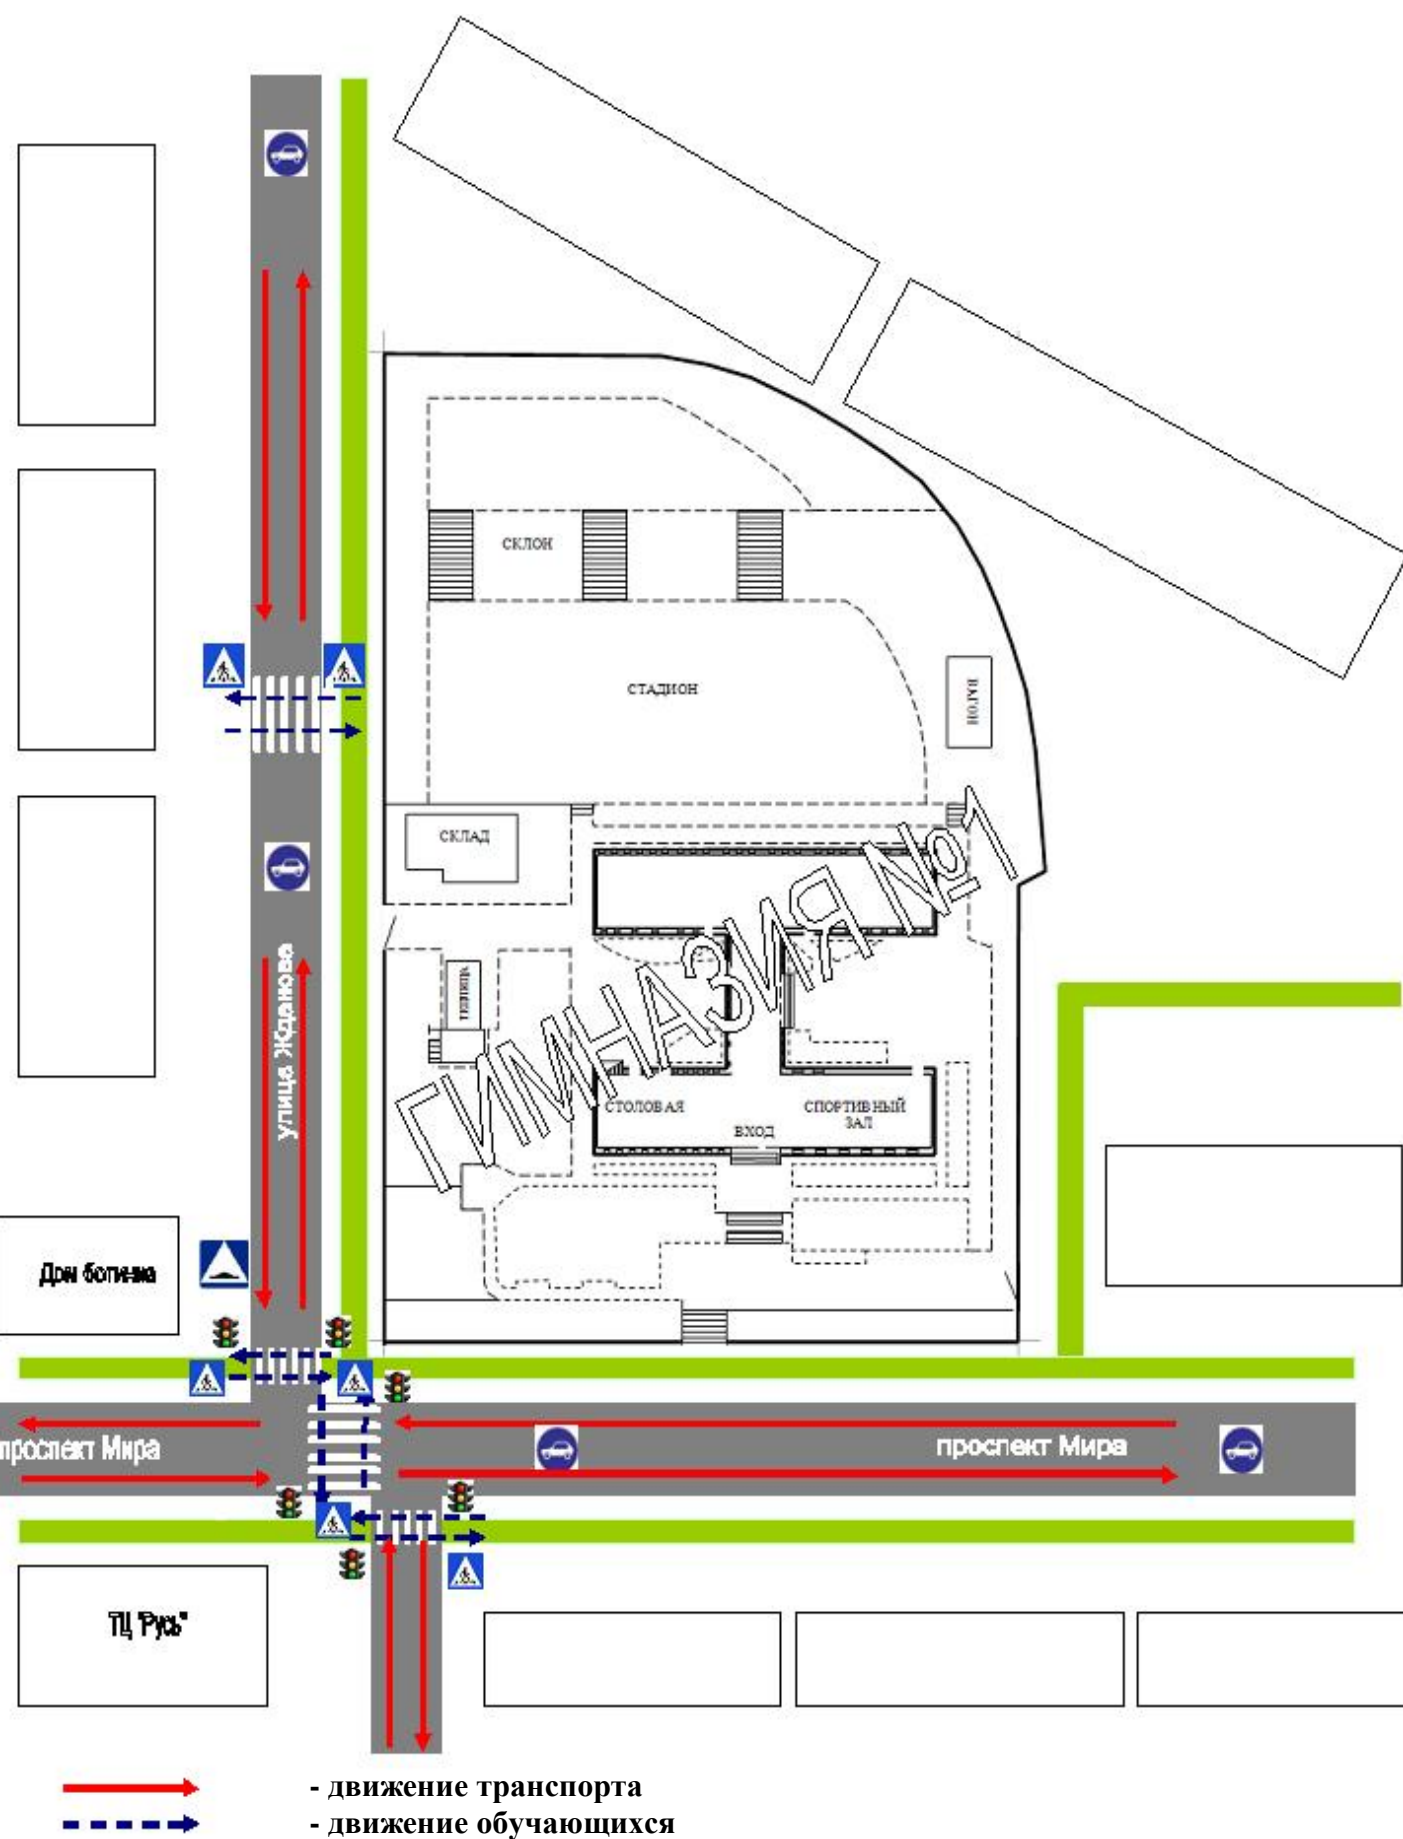 СКЛОН
СТАДИОН
ВАГОН
СКЛАД
ГИМНАЗИЯ №1
ТЕПЛИЦА
Улица Жданова
СТОЛОВАЯ
СПОРТИВНЫЙ
ЗАЛ
ВХОД
Дом ботинка
проспект Мира
проспект Мира
ТЦ "Русь"
- движение транспорта
- движение обучающихся